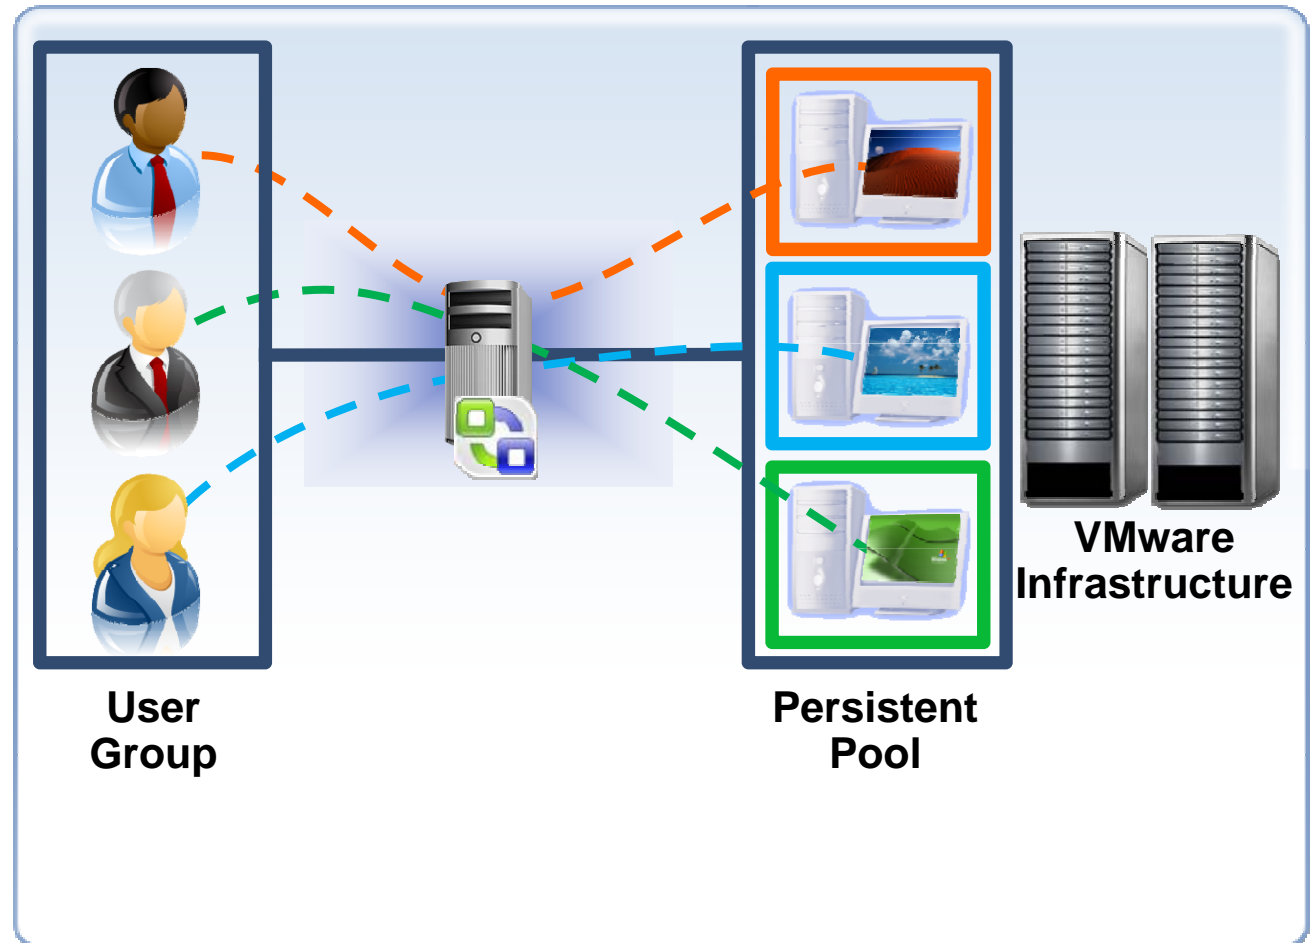 VMware
Infrastructure
User
Group
Persistent
Pool